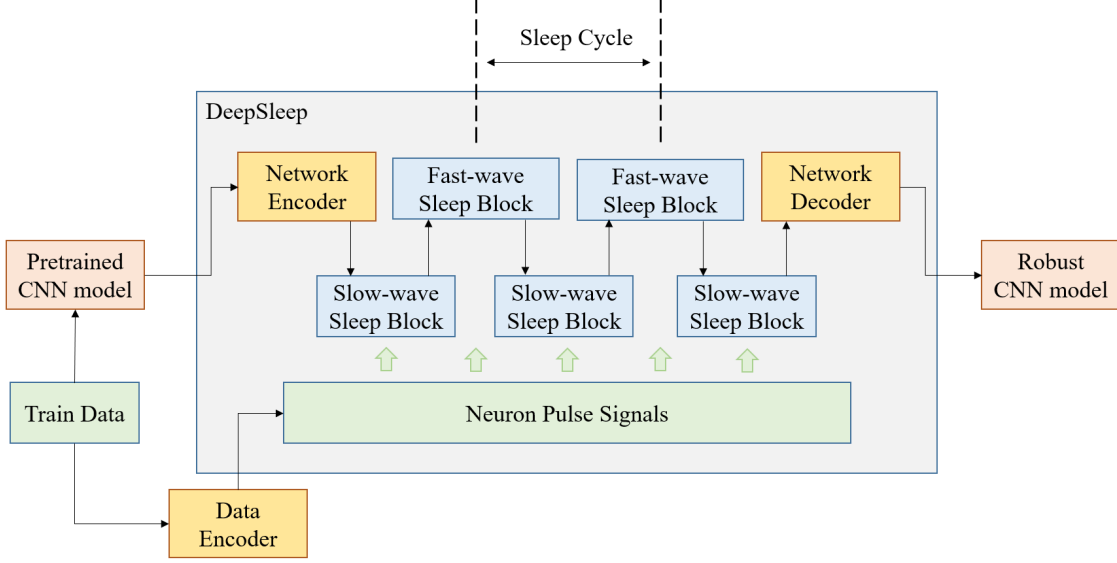 Sleep Cycle
DeepSleep
Network
Encoder
Fast-wave
Sleep Block
Fast-wave
Sleep Block
Network
Decoder
Pretrained
CNN model
Slow-wave
Sleep Block
Slow-wave
Sleep Block
Slow-wave
Sleep Block
Robust
CNN model
Train Data
Neuron Pulse Signals
Data
Encoder